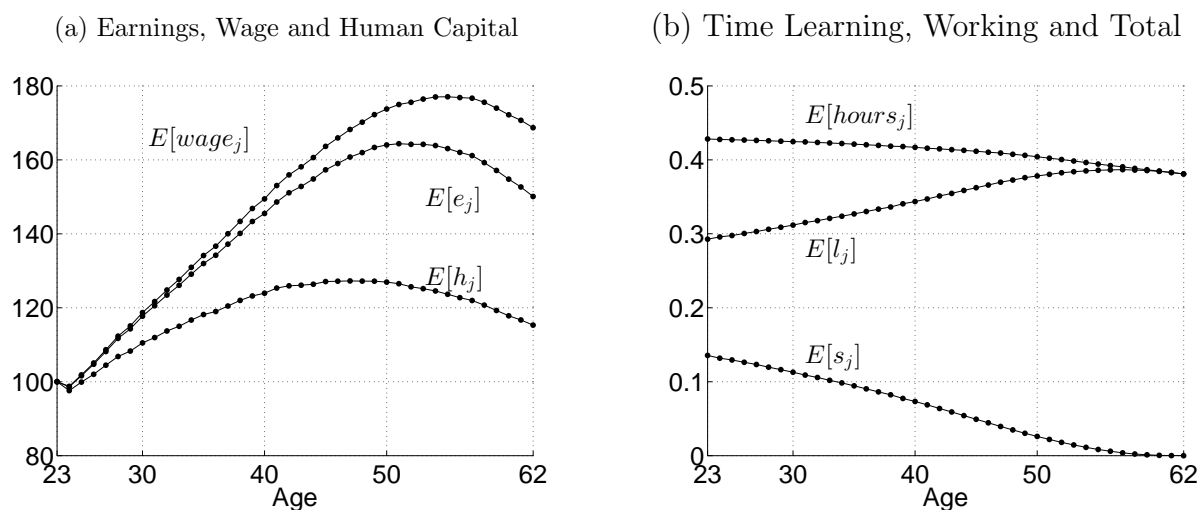 (a) Earnings, Wage and Human Capital
180
160
140
120
100
80
23 30 40 50 62
Age
E[wage_j]
E[e_j]
E[h_j]
(b) Time Learning, Working and Total
0.5
0.4
0.3
0.2
0.1
0
23 30 40 50 62
Age
E[hours_j]
E[l_j]
E[s_j]